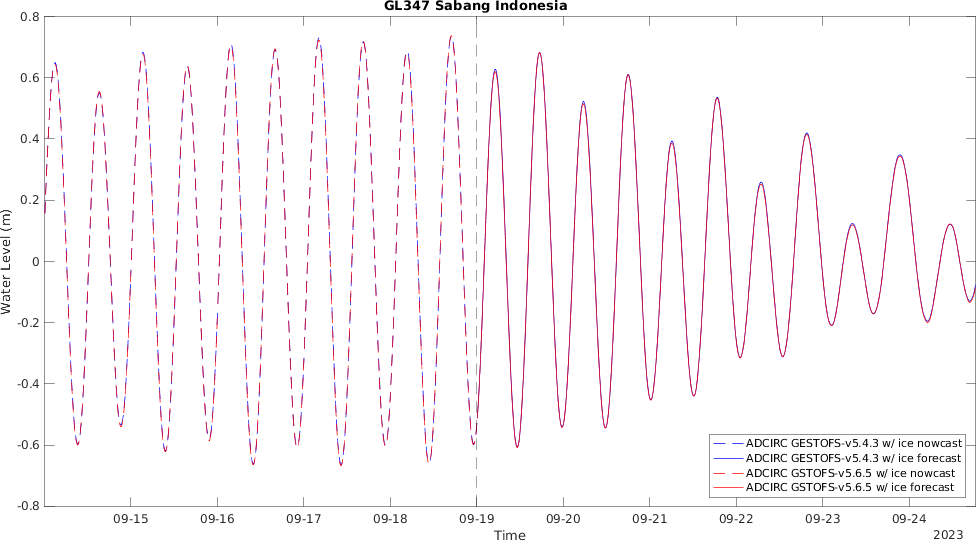 GL347 Sabang Indonesia
0.8
0.6
0.4
0.2
0
-0.2
-0.4
-0.6
-0.8
Water Level (m)
ADCIRC GESTOFS-v5.4.3 w/ ice nowcast
ADCIRC GESTOFS-v5.4.3 w/ ice forecast
ADCIRC GSTOFS-v5.6.5 w/ ice nowcast
ADCIRC GSTOFS-v5.6.5 w/ ice forecast
09-15 09-16 09-17 09-18 09-19 09-20 09-21 09-22 09-23 09-24
Time
2023